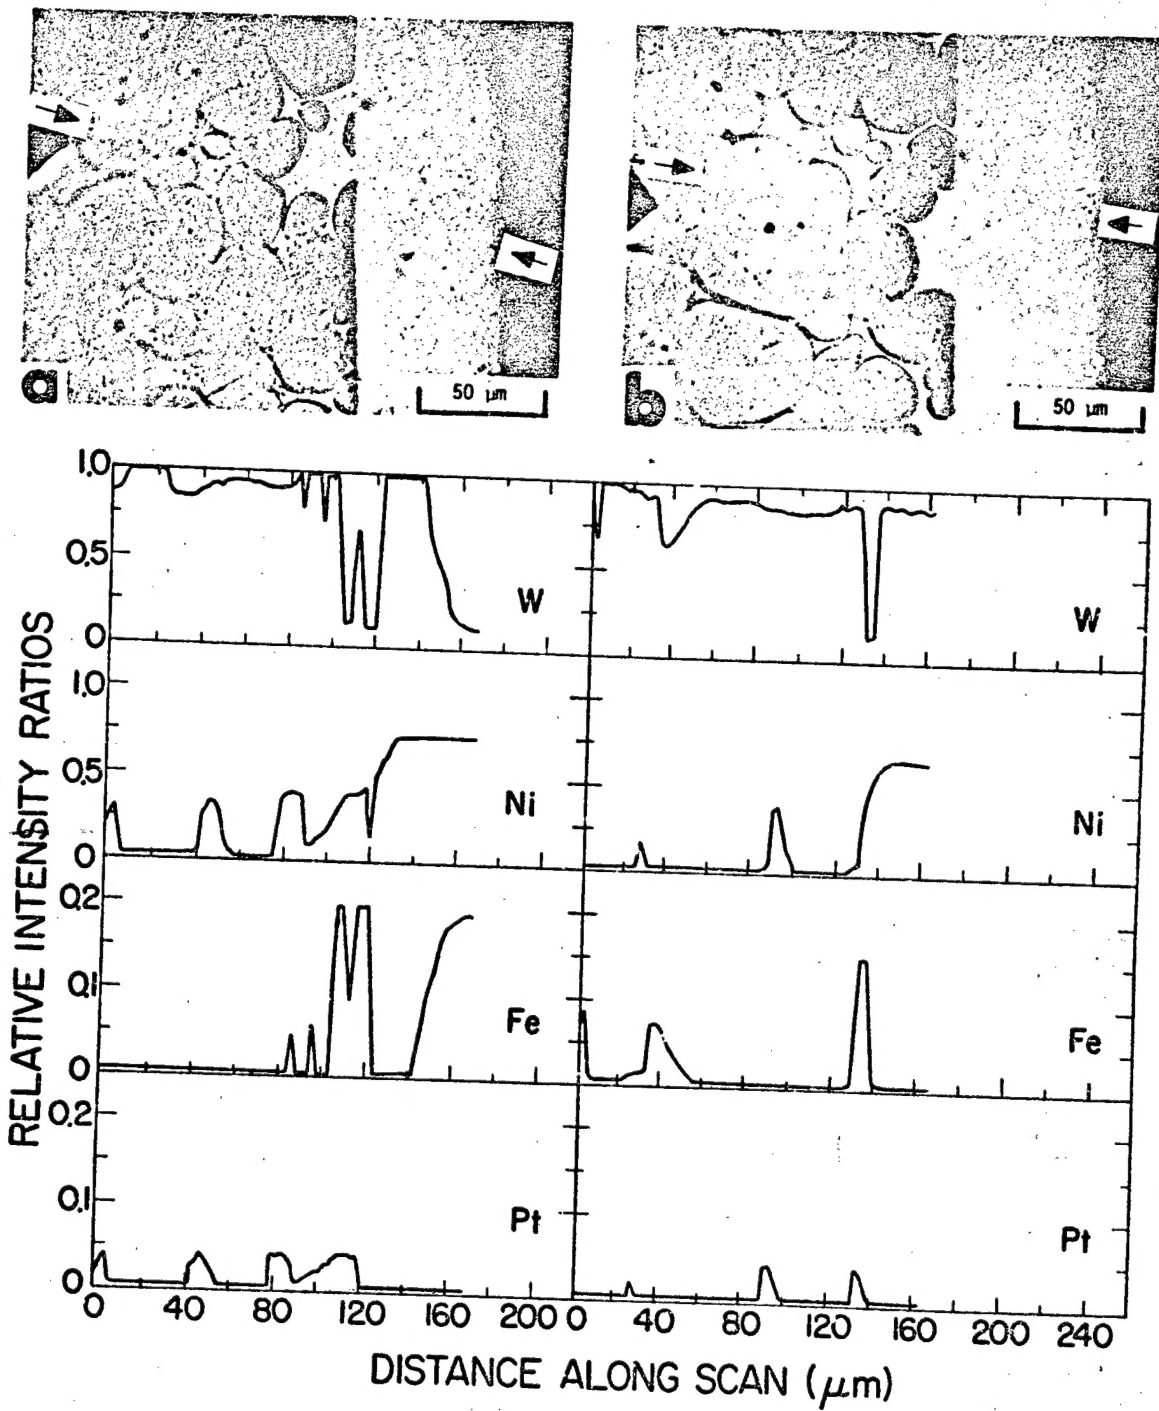 a
50 µm
b
50 µm
RELATIVE INTENSITY RATIOS
1.0
0.5
0
W
W
1.0
0.5
0
Ni
Ni
0.2
0.1
0
Fe
Fe
0.2
0.1
0
Pt
Pt
0 40 80 120 160 200 0 40 80 120 160 200 240
DISTANCE ALONG SCAN (µm)